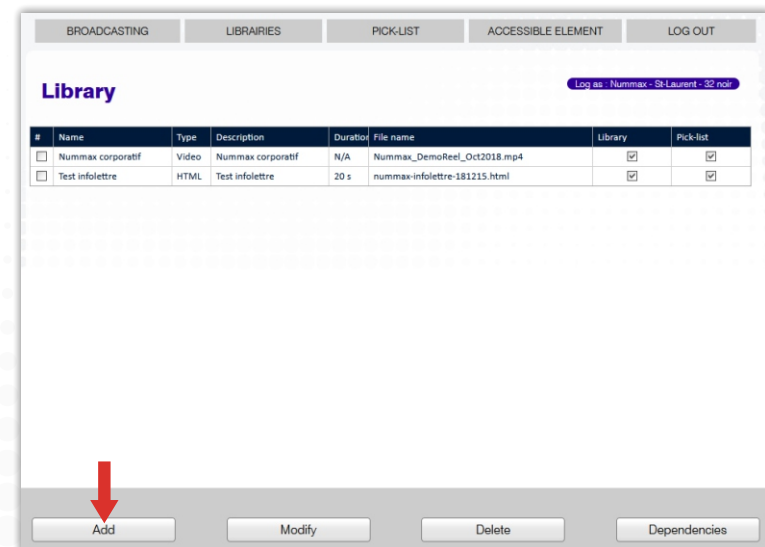 BROADCASTING LIBRAIRIES PICK-LIST ACCESSIBLE ELEMENT LOG OUT
Library
Log as : Nummax - St-Laurent - 32 noir
# Name Type Description Duration File name Library Pick-list
Nummax corporatif Video Nummax corporatif N/A Nummax_DemoReel_Oct2018.mp4
Test infolettre HTML Test infolettre 20 s nummax-infolettre-181215.html
Add Modify Delete Dependencies